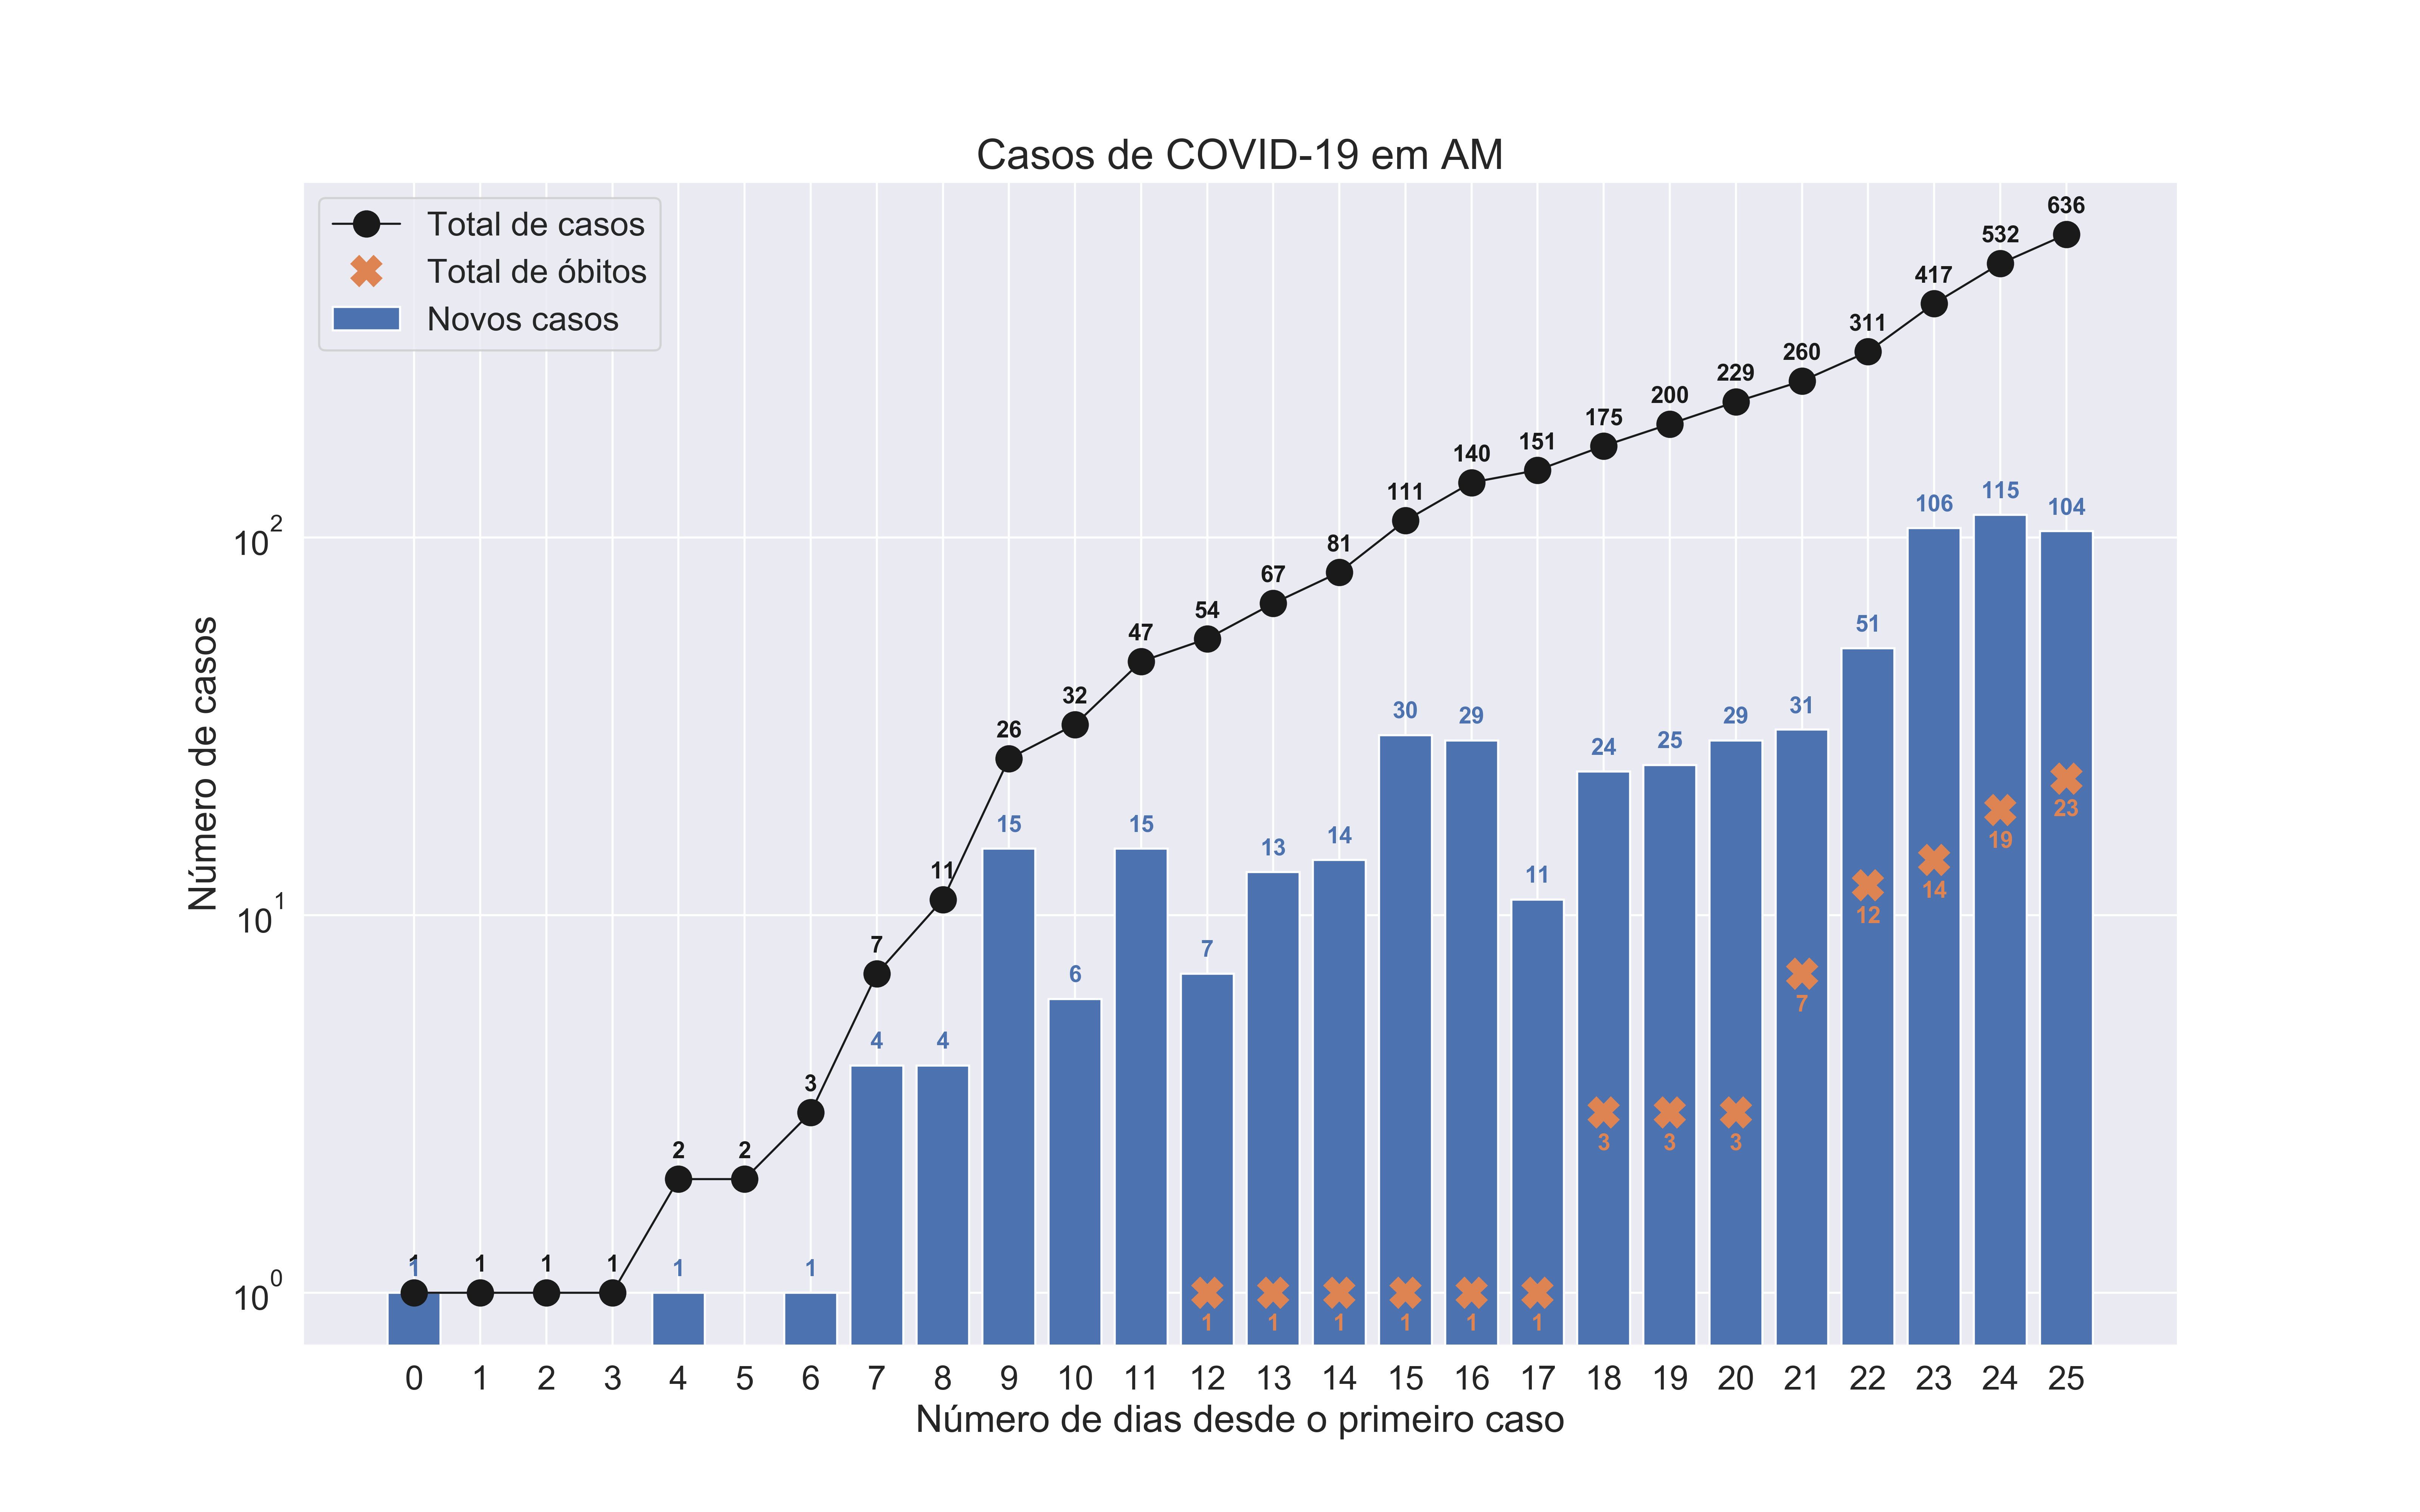 Casos de COVID-19 em AM
Total de casos
Total de óbitos
Novos casos
Número de casos
10^2
10^1
10^0
1 1 1 1 2 2 3 7 11 26 32 47 54 67 81 111 140 151 175 200 229 260 311 417 532 636
1 1 1 4 4 15 6 15 7 13 14 30 29 11 24 25 29 31 51 106 115 104
1 1 1 1 1 1 3 3 3 7 12 14 19 23
0 1 2 3 4 5 6 7 8 9 10 11 12 13 14 15 16 17 18 19 20 21 22 23 24 25
Número de dias desde o primeiro caso